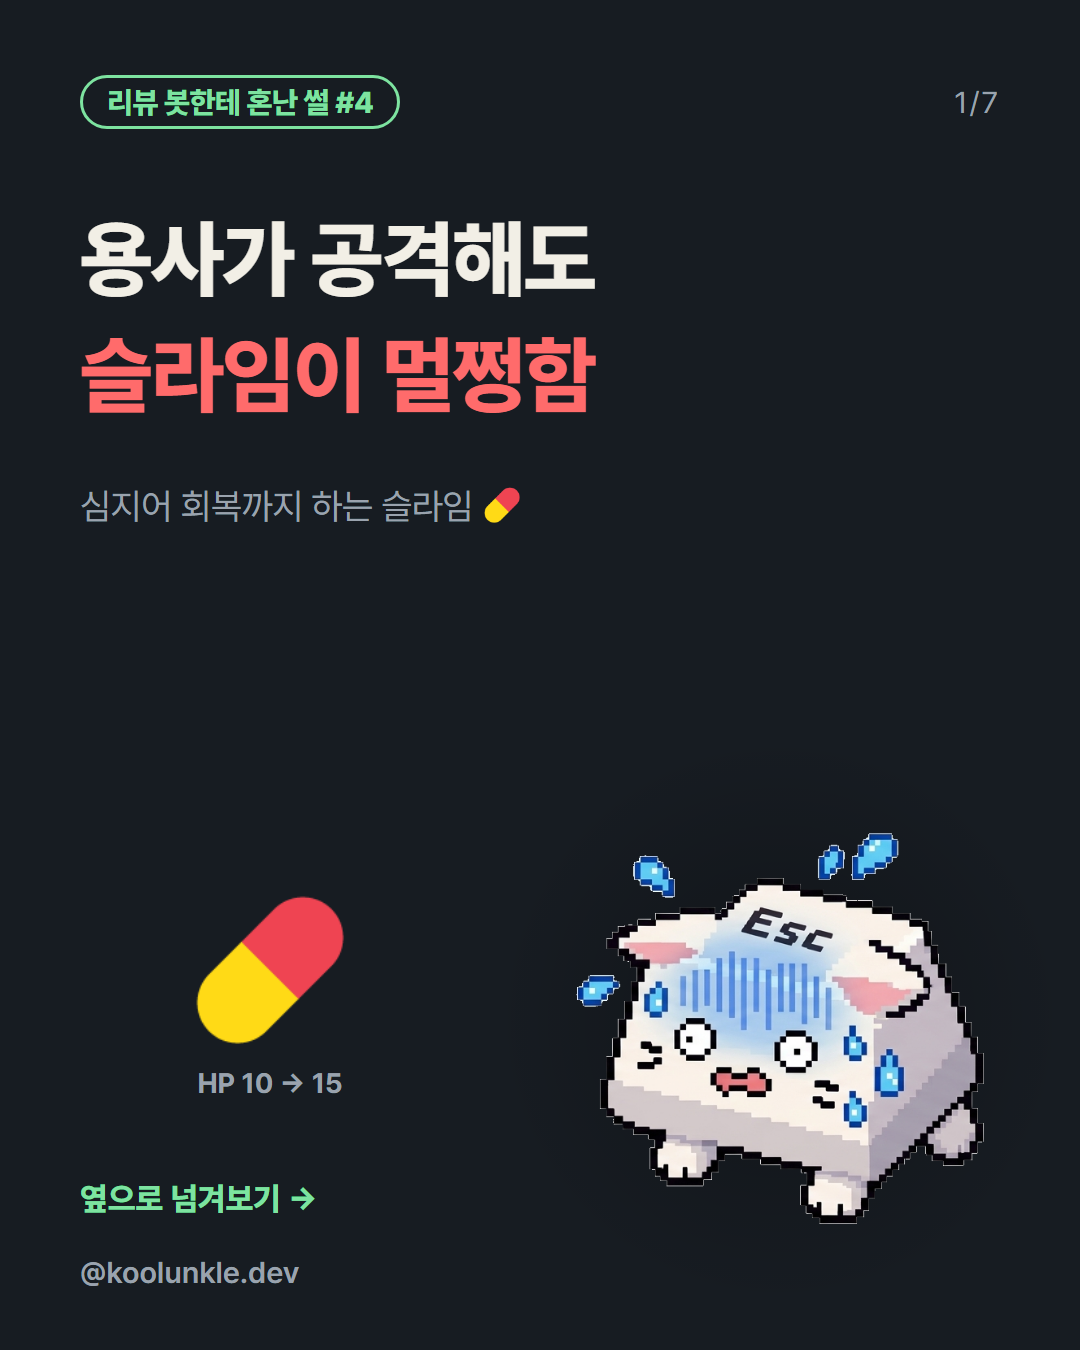 리뷰 봇한테 혼난 썰 #4
1/7
용사가 공격해도
슬라임이 멀쩡함
심지어 회복까지 하는 슬라임
Esc
HP 10 → 15
옆으로 넘겨보기 →
@koolunkle.dev